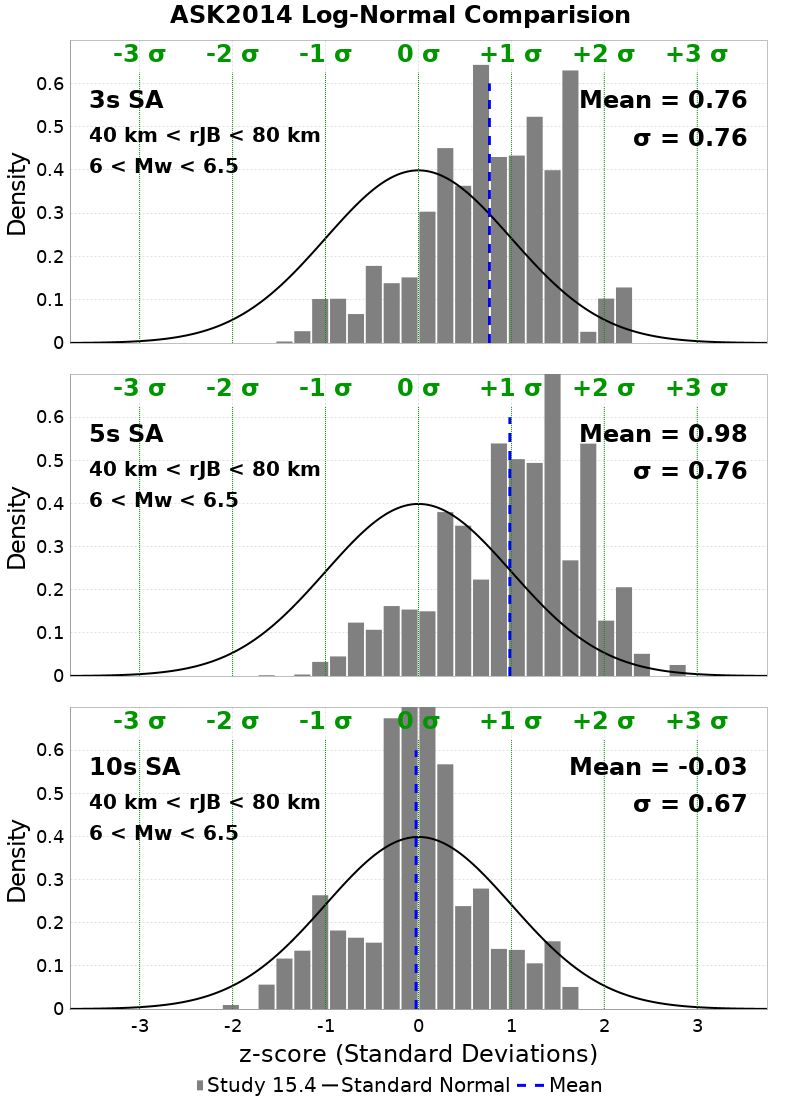 ASK2014 Log-Normal Comparision
-3 σ -2 σ -1 σ 0 σ +1 σ +2 σ +3 σ
3s SA
40 km < rJB < 80 km
6 < Mw < 6.5
Mean = 0.76
σ = 0.76
Density
0.6
0.5
0.4
0.3
0.2
0.1
0
-3 σ -2 σ -1 σ 0 σ +1 σ +2 σ +3 σ
5s SA
40 km < rJB < 80 km
6 < Mw < 6.5
Mean = 0.98
σ = 0.76
Density
0.6
0.5
0.4
0.3
0.2
0.1
0
-3 σ -2 σ -1 σ 0 σ +1 σ +2 σ +3 σ
10s SA
40 km < rJB < 80 km
6 < Mw < 6.5
Mean = -0.03
σ = 0.67
Density
0.6
0.5
0.4
0.3
0.2
0.1
0
-3 -2 -1 0 1 2 3
z-score (Standard Deviations)
Study 15.4 Standard Normal Mean